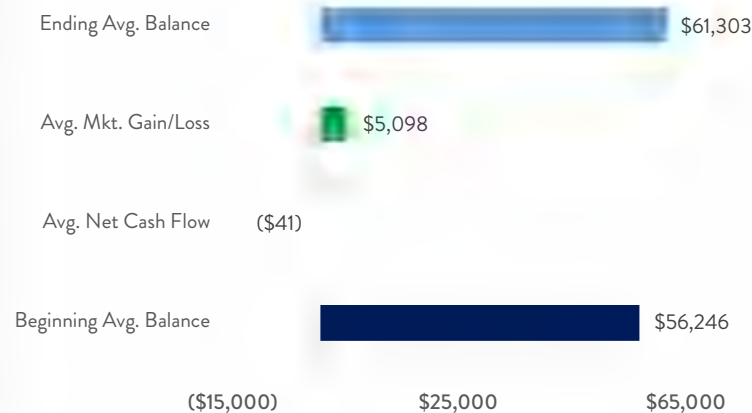 Ending Avg. Balance $61,303
Avg. Mkt. Gain/Loss $5,098
Avg. Net Cash Flow ($41)
Beginning Avg. Balance $56,246
($15,000) $25,000 $65,000